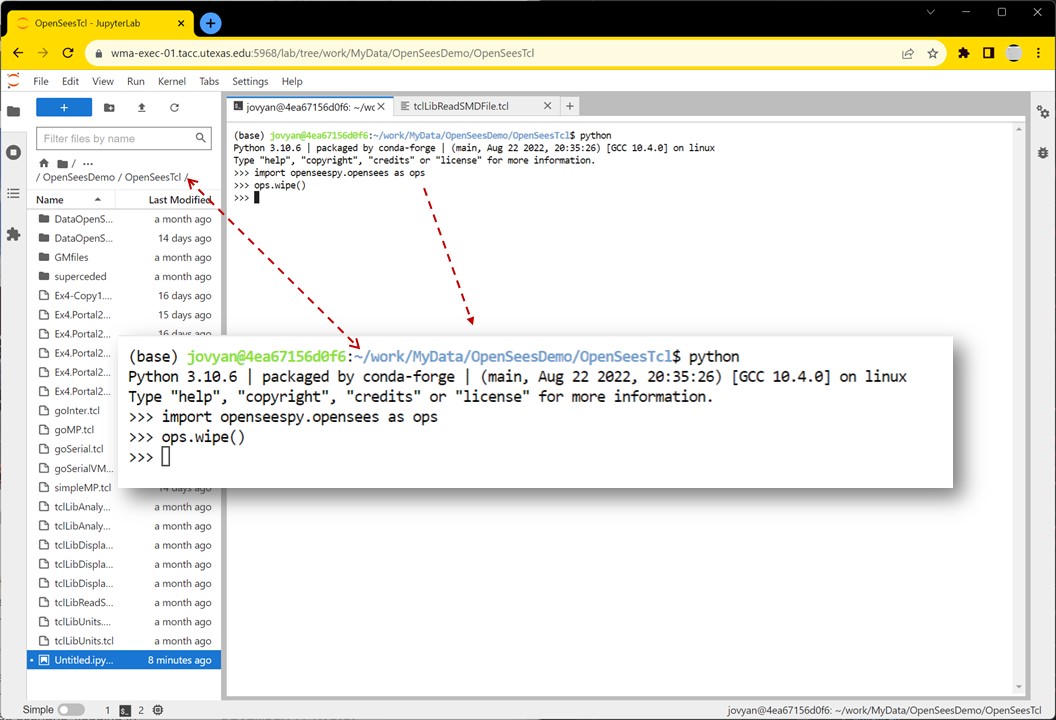 OpenSeesTcl - JupyterLab
wma-exec-01.tacc.utexas.edu:5968/lab/tree/work/MyData/OpenSeesDemo/OpenSeesTcl
File Edit View Run Kernel Tabs Settings Help
jovyan@4ea67156d0f6: ~/wc
tclLibReadSMDFile.tcl
Filter files by name
/ ...
/ OpenSeesDemo / OpenSeesTcl /
Name Last Modified
DataOpenS... a month ago
DataOpenS... 14 days ago
GMfiles a month ago
superceded a month ago
Ex4-Copy1.... 16 days ago
Ex4.Portal2... 15 days ago
Ex4.Portal2... 16 days ago
Ex4.Portal2...
Ex4.Portal2...
Ex4.Portal2...
goInter.tcl
goMP.tcl
goSerial.tcl
goSerialVM...
simpleMP.tcl 14 days ago
tclLibAnaly... a month ago
tclLibAnaly... a month ago
tclLibDispla... a month ago
tclLibDispla... a month ago
tclLibDispla... a month ago
tclLibReadS... a month ago
tclLibUnits.... a month ago
tclLibUnits.tcl a month ago
Untitled.ipy... 8 minutes ago
(base) jovyan@4ea67156d0f6:~/work/MyData/OpenSeesDemo/OpenSeesTcl$ python
Python 3.10.6 | packaged by conda-forge | (main, Aug 22 2022, 20:35:26) [GCC 10.4.0] on linux
Type "help", "copyright", "credits" or "license" for more information.
>>> import openseespy.opensees as ops
>>> ops.wipe()
>>>
(base) jovyan@4ea67156d0f6:~/work/MyData/OpenSeesDemo/OpenSeesTcl$ python
Python 3.10.6 | packaged by conda-forge | (main, Aug 22 2022, 20:35:26) [GCC 10.4.0] on linux
Type "help", "copyright", "credits" or "license" for more information.
>>> import openseespy.opensees as ops
>>> ops.wipe()
>>>
Simple 1 2
jovyan@4ea67156d0f6: ~/work/MyData/OpenSeesDemo/OpenSeesTcl